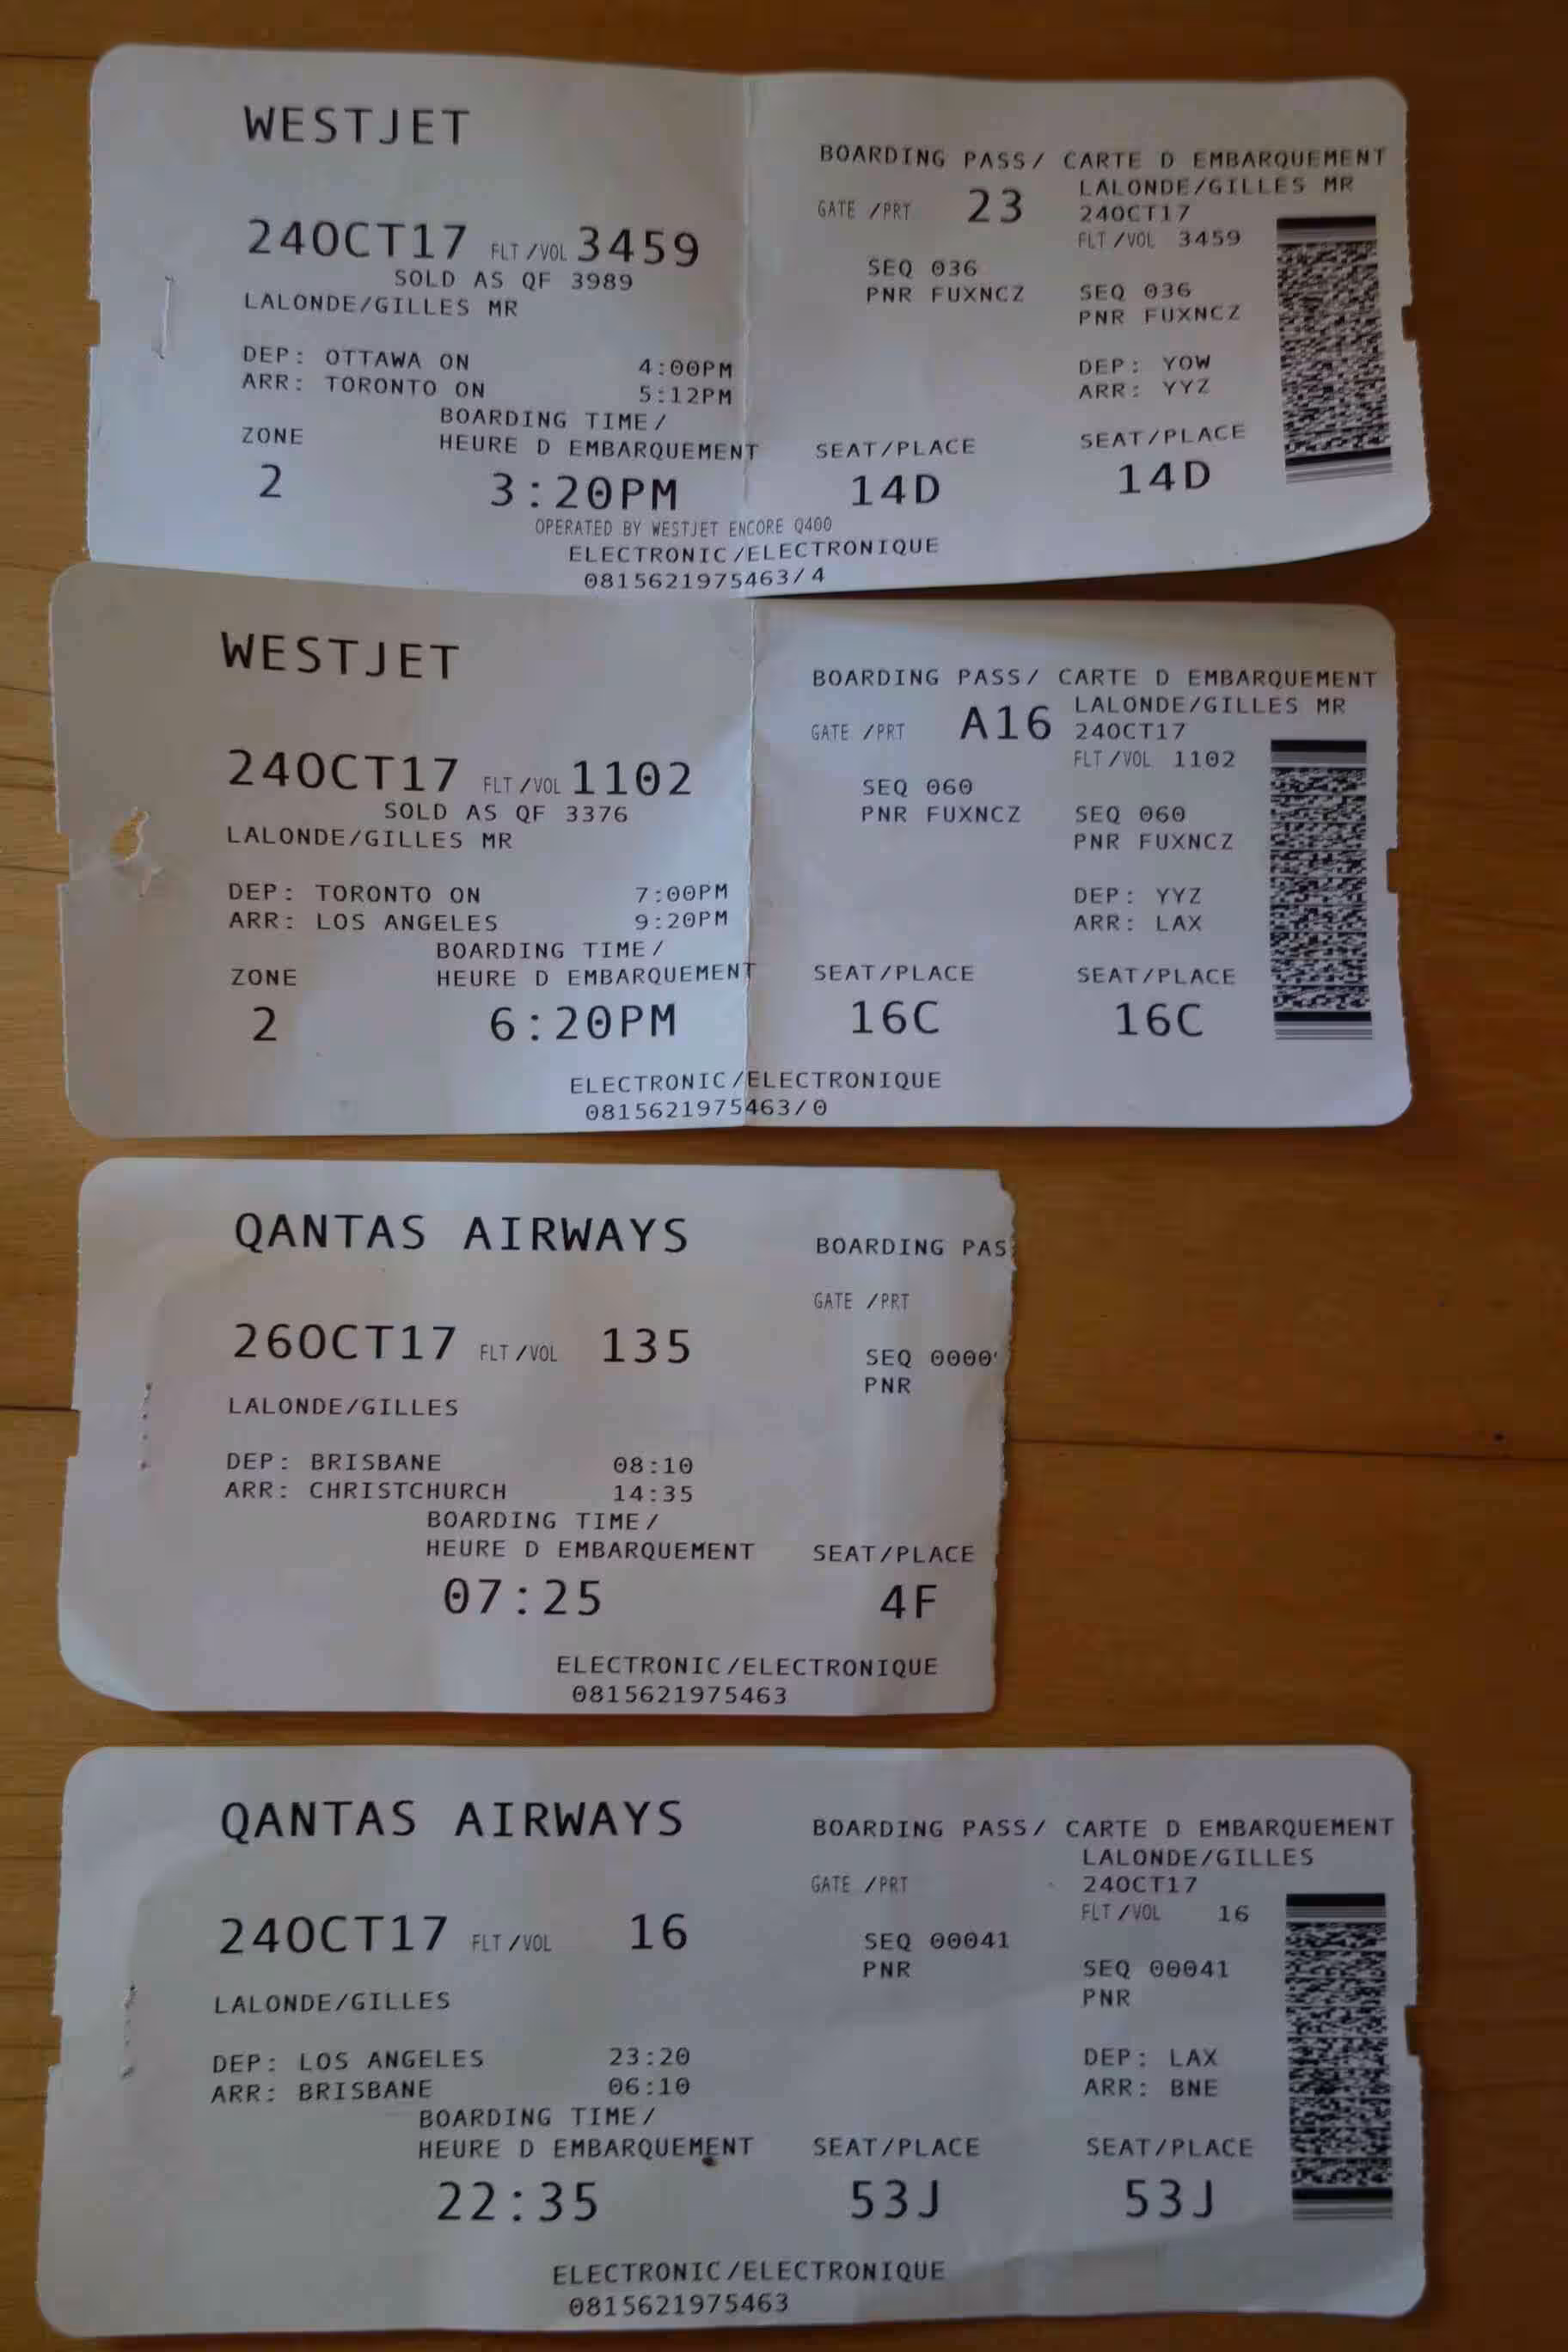 WESTJET
BOARDING PASS/ CARTE D EMBARQUEMENT
GATE /PRT 23
LALONDE/GILLES MR
24OCT17
FLT/VOL 3459
24OCT17 FLT/VOL 3459
SOLD AS QF 3989
LALONDE/GILLES MR
SEQ 036
PNR FUXNCZ
SEQ 036
PNR FUXNCZ
DEP: OTTAWA ON 4:00PM
ARR: TORONTO ON 5:12PM
DEP: YOW
ARR: YYZ
BOARDING TIME/
ZONE HEURE D EMBARQUEMENT SEAT/PLACE SEAT/PLACE
2 3:20PM 14D 14D
OPERATED BY WESTJET ENCORE Q400
ELECTRONIC/ELECTRONIQUE
0815621975463/4
WESTJET
BOARDING PASS/ CARTE D EMBARQUEMENT
GATE /PRT A16
LALONDE/GILLES MR
24OCT17
FLT/VOL 1102
24OCT17 FLT/VOL 1102
SOLD AS QF 3376
LALONDE/GILLES MR
SEQ 060
PNR FUXNCZ
SEQ 060
PNR FUXNCZ
DEP: TORONTO ON 7:00PM
ARR: LOS ANGELES 9:20PM
DEP: YYZ
ARR: LAX
BOARDING TIME/
ZONE HEURE D EMBARQUEMENT SEAT/PLACE SEAT/PLACE
2 6:20PM 16C 16C
ELECTRONIC/ELECTRONIQUE
0815621975463/0
QANTAS AIRWAYS
BOARDING PAS
GATE /PRT
26OCT17 FLT/VOL 135
SEQ 0000
PNR
LALONDE/GILLES
DEP: BRISBANE 08:10
ARR: CHRISTCHURCH 14:35
BOARDING TIME/
HEURE D EMBARQUEMENT SEAT/PLACE
07:25 4F
ELECTRONIC/ELECTRONIQUE
0815621975463
QANTAS AIRWAYS
BOARDING PASS/ CARTE D EMBARQUEMENT
GATE /PRT
LALONDE/GILLES
24OCT17
FLT/VOL 16
24OCT17 FLT/VOL 16
SEQ 00041
PNR
SEQ 00041
PNR
LALONDE/GILLES
DEP: LOS ANGELES 23:20
ARR: BRISBANE 06:10
DEP: LAX
ARR: BNE
BOARDING TIME/
HEURE D EMBARQUEMENT SEAT/PLACE SEAT/PLACE
22:35 53J 53J
ELECTRONIC/ELECTRONIQUE
0815621975463